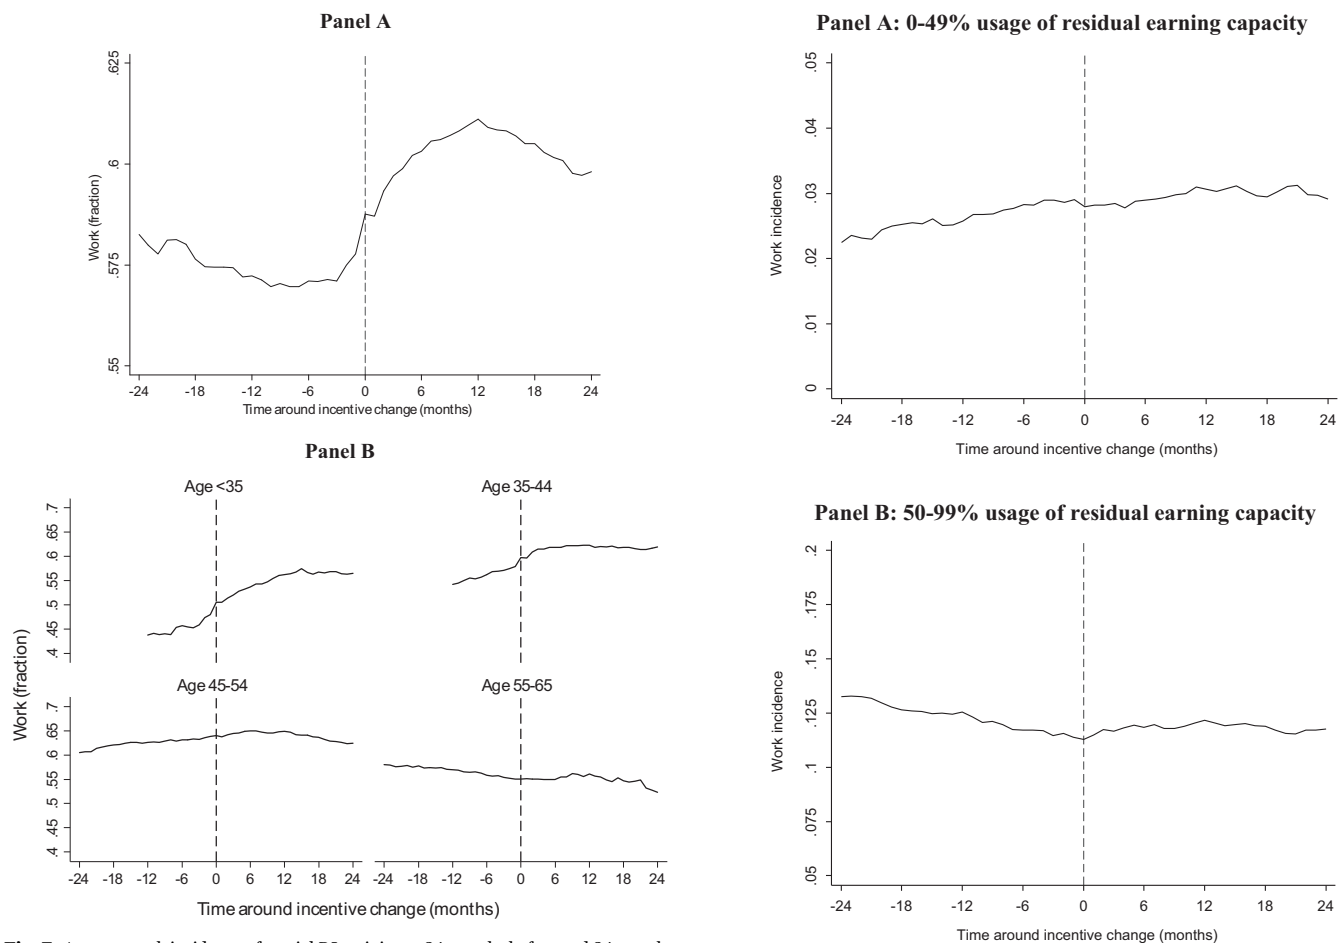 Panel A
.625
.6
.575
.55
Work (fraction)
-24 -18 -12 -6 0 6 12 18 24
Time around incentive change (months)
Panel B
Age <35
Age 35-44
.7
.65
.6
.55
.5
.45
.4
Age 45-54
Age 55-65
.7
.65
.6
.55
.5
.45
.4
Work (fraction)
-24 -18 -12 -6 0 6 12 18 24
-24 -18 -12 -6 0 6 12 18 24
Time around incentive change (months)
Panel A: 0-49% usage of residual earning capacity
.05
.04
.03
.02
.01
0
Work incidence
-24 -18 -12 -6 0 6 12 18 24
Time around incentive change (months)
Panel B: 50-99% usage of residual earning capacity
.2
.175
.15
.125
.1
.075
.05
Work incidence
-24 -18 -12 -6 0 6 12 18 24
Time around incentive change (months)